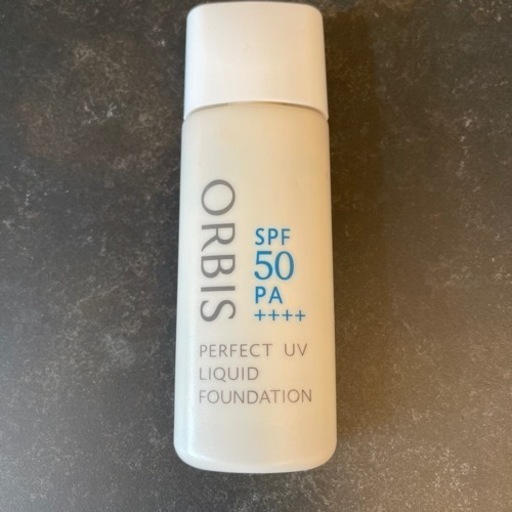 ORBIS
SPF
50
PA
++++
PERFECT UV
LIQUID
FOUNDATION